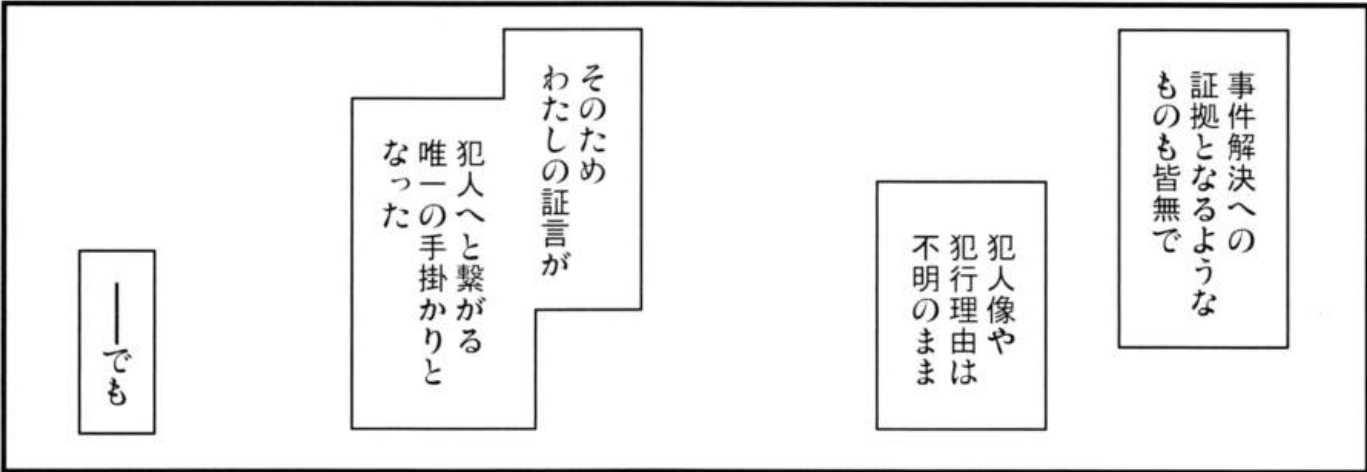 事件解決への
証拠となるような
ものも皆無で
犯人像や
犯行理由は
不明のまま
そのため
わたしの証言が
犯人へと繋がる
唯一の手掛かりと
なった
――でも